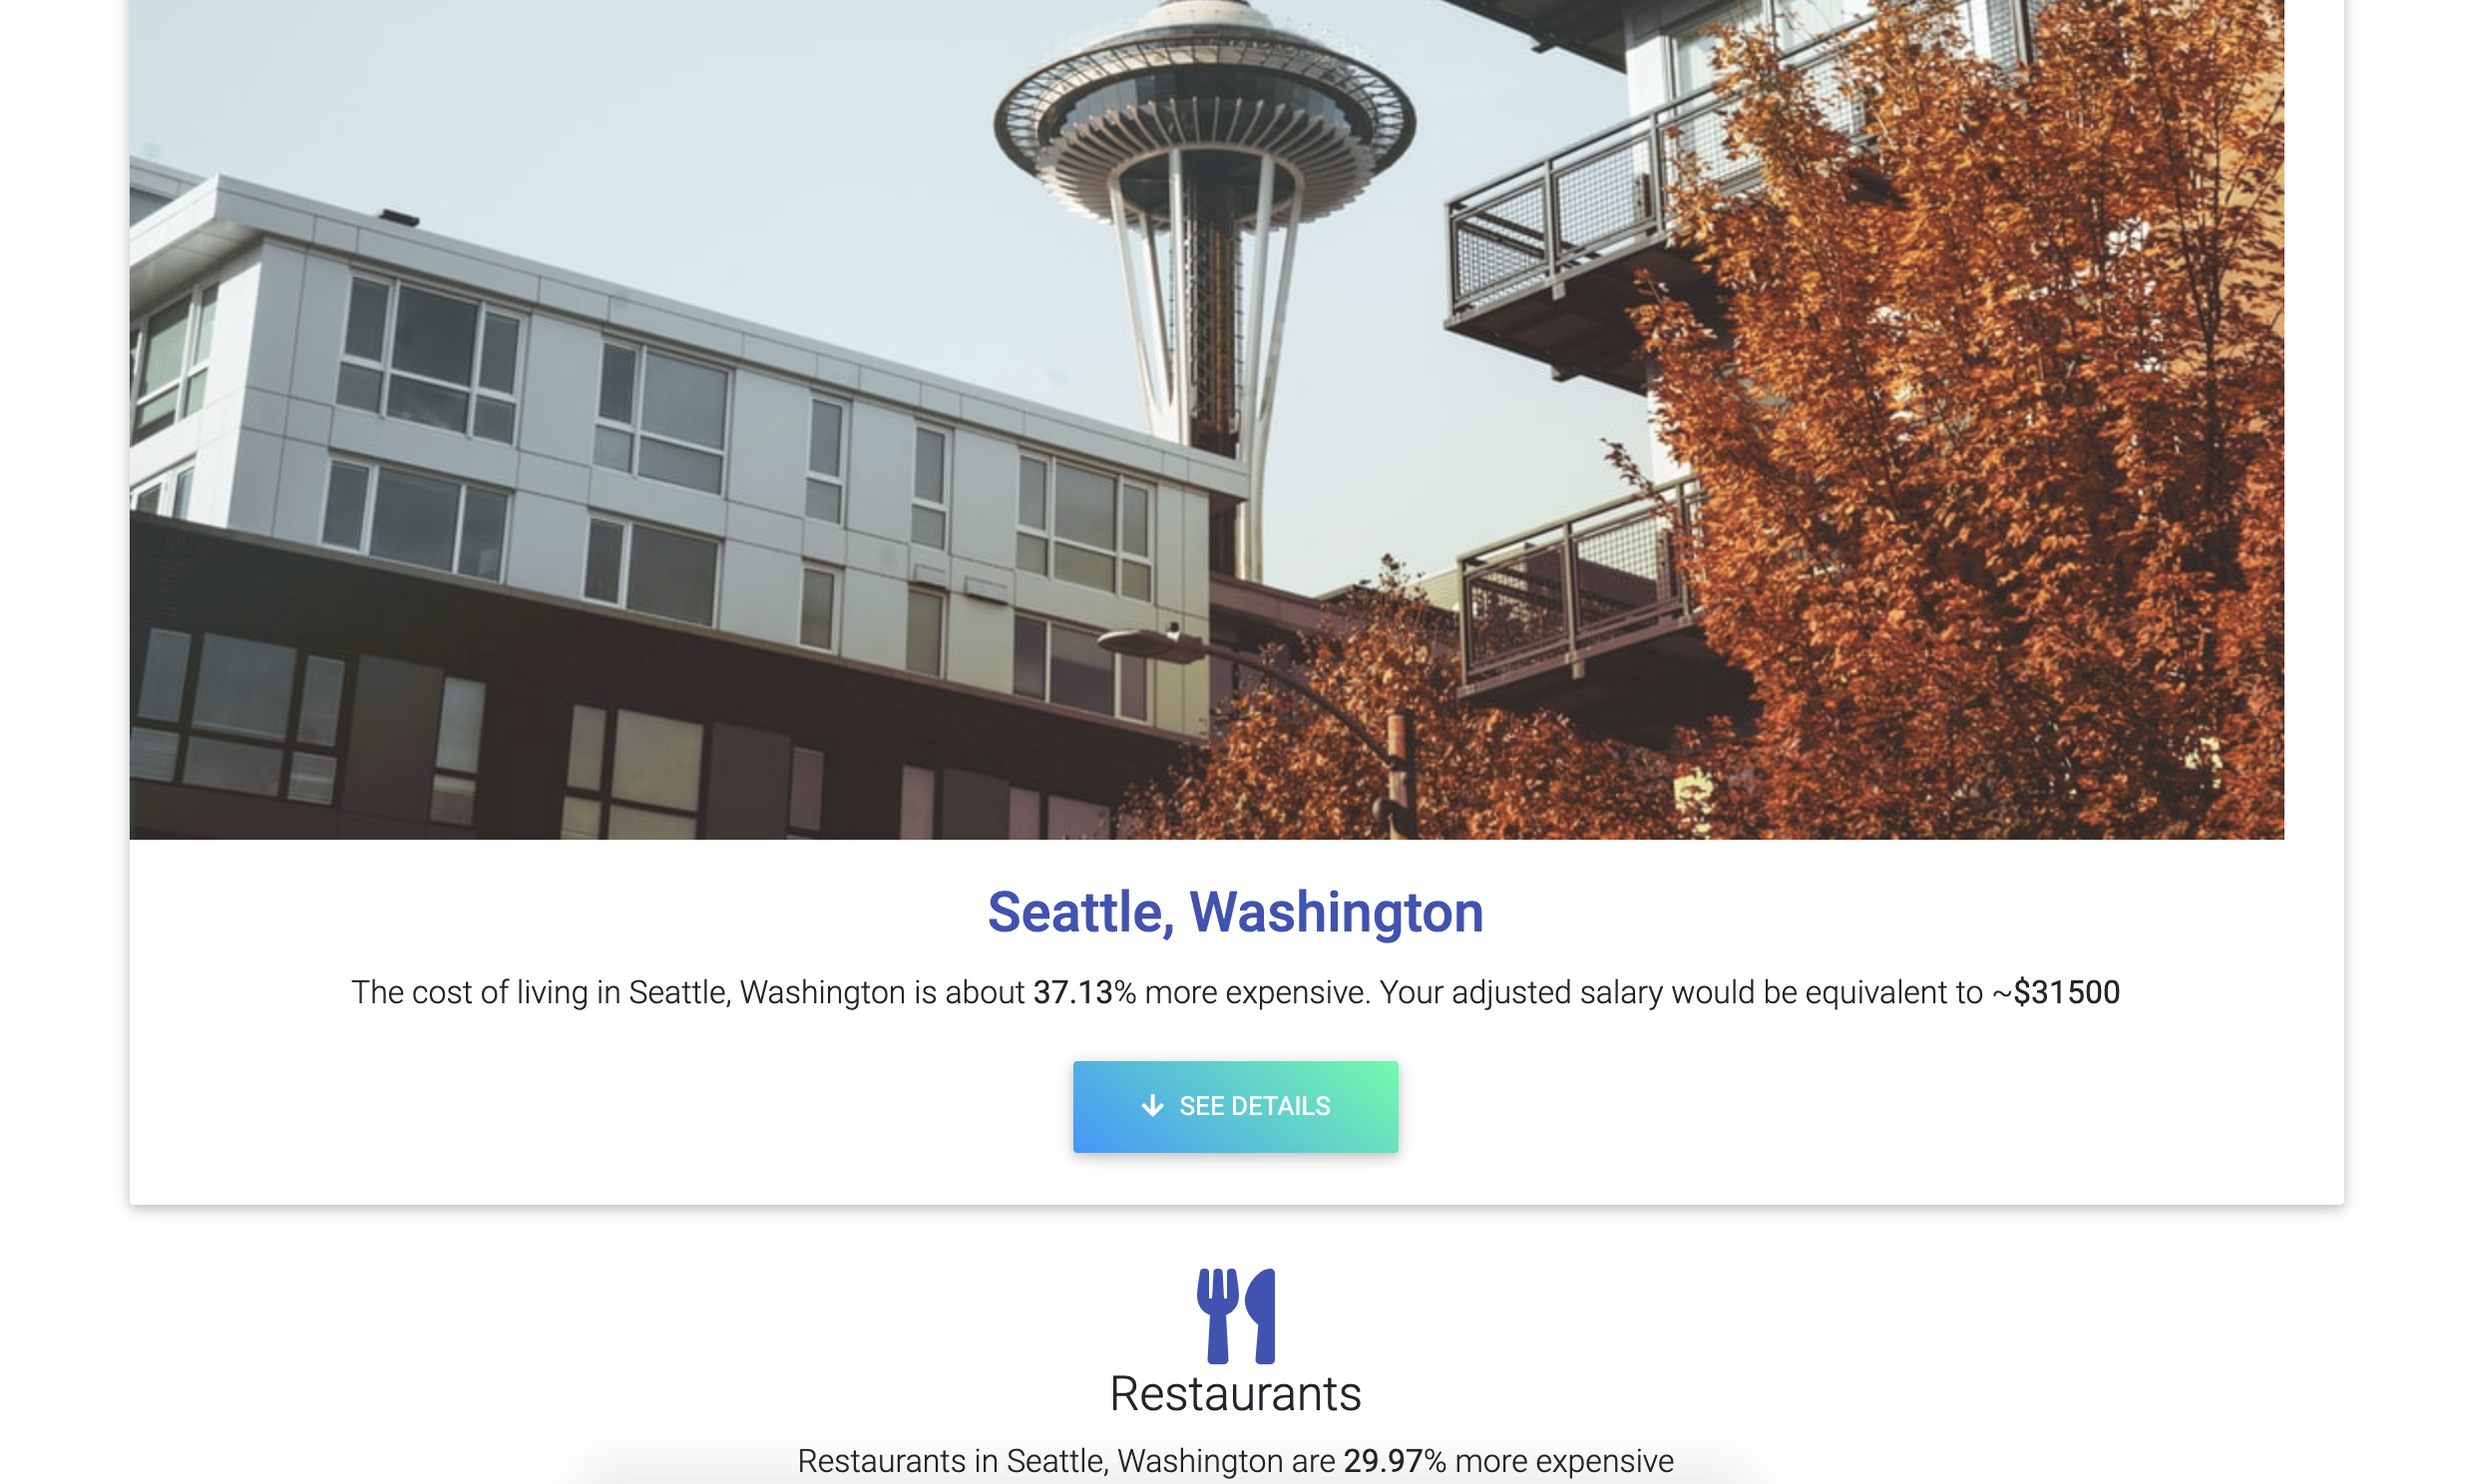 Seattle, Washington
The cost of living in Seattle, Washington is about 37.13% more expensive. Your adjusted salary would be equivalent to ~$31500
SEE DETAILS
Restaurants
Restaurants in Seattle, Washington are 29.97% more expensive